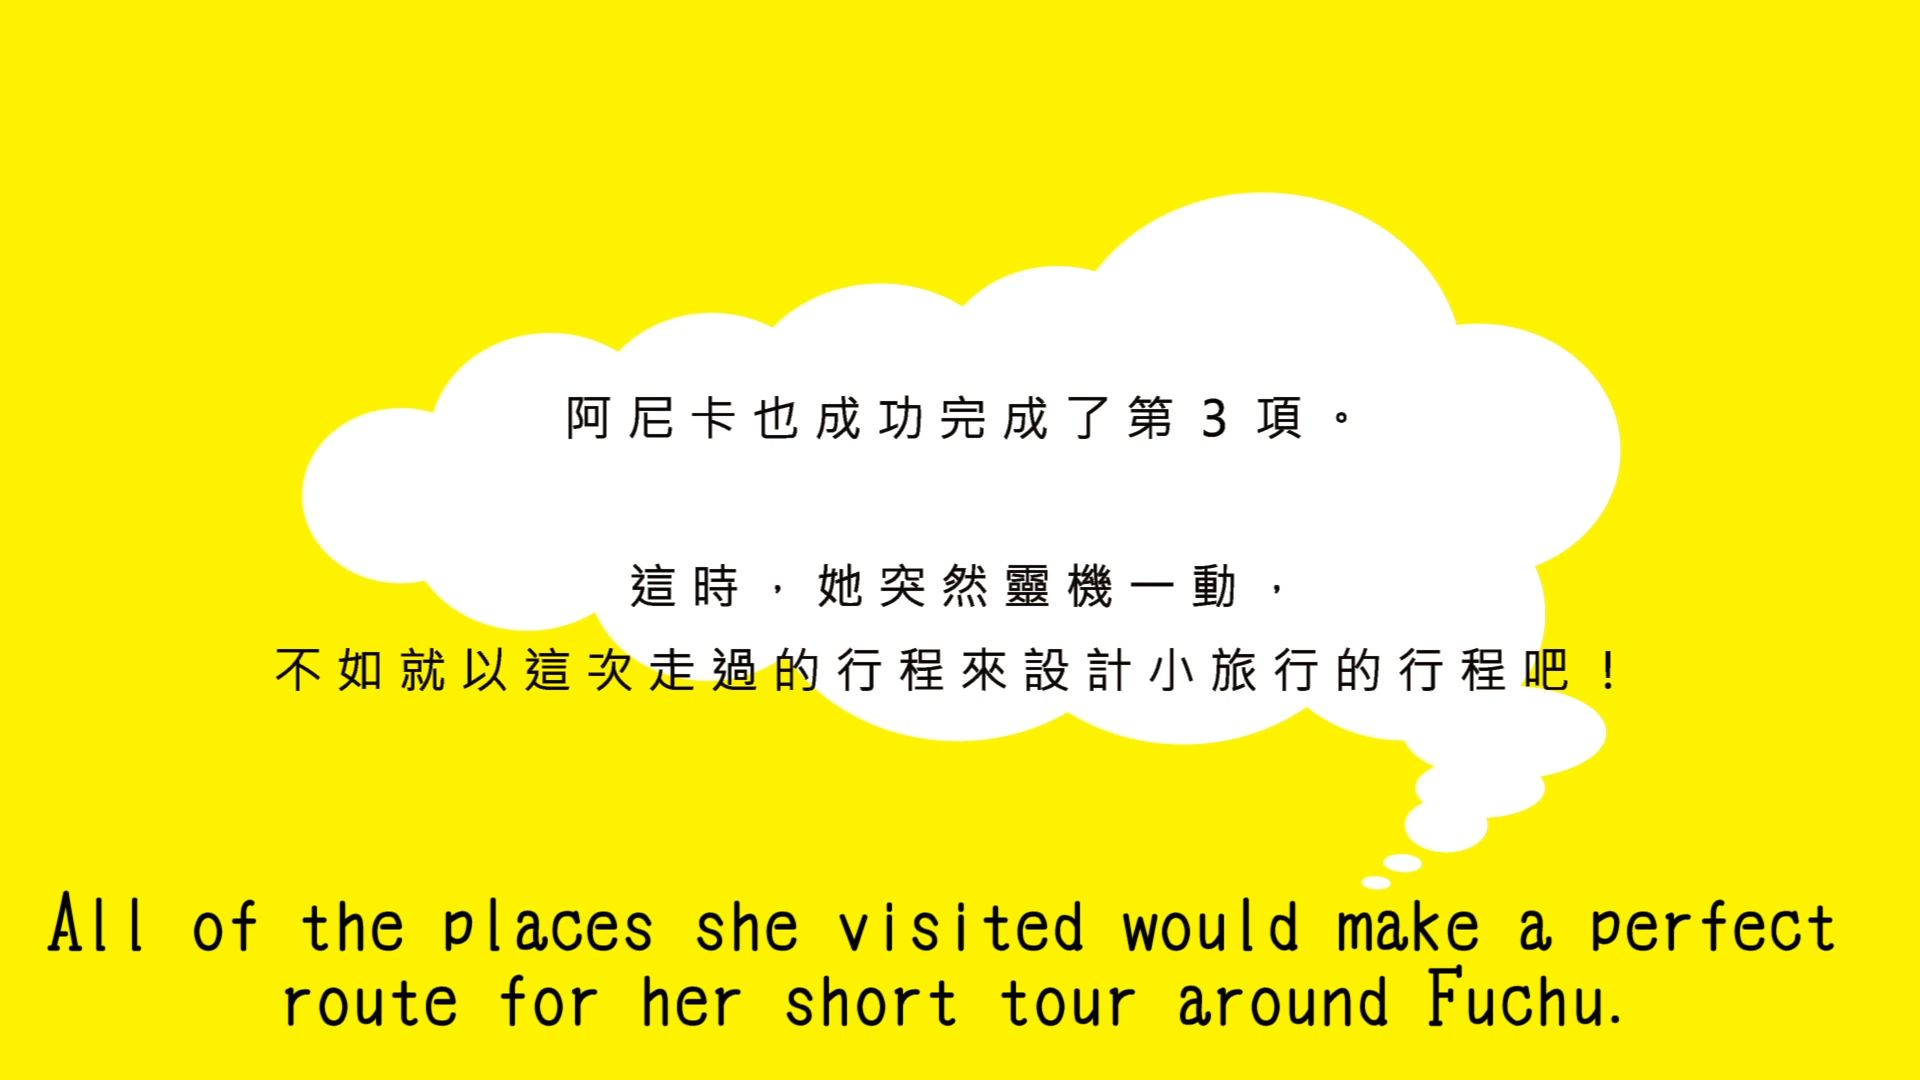 阿尼卡也成功完成了第3項。
這時，她突然靈機一動，
不如就以這次走過的行程來設計小旅行的行程吧！
All of the places she visited would make a perfect
route for her short tour around Fuchu.